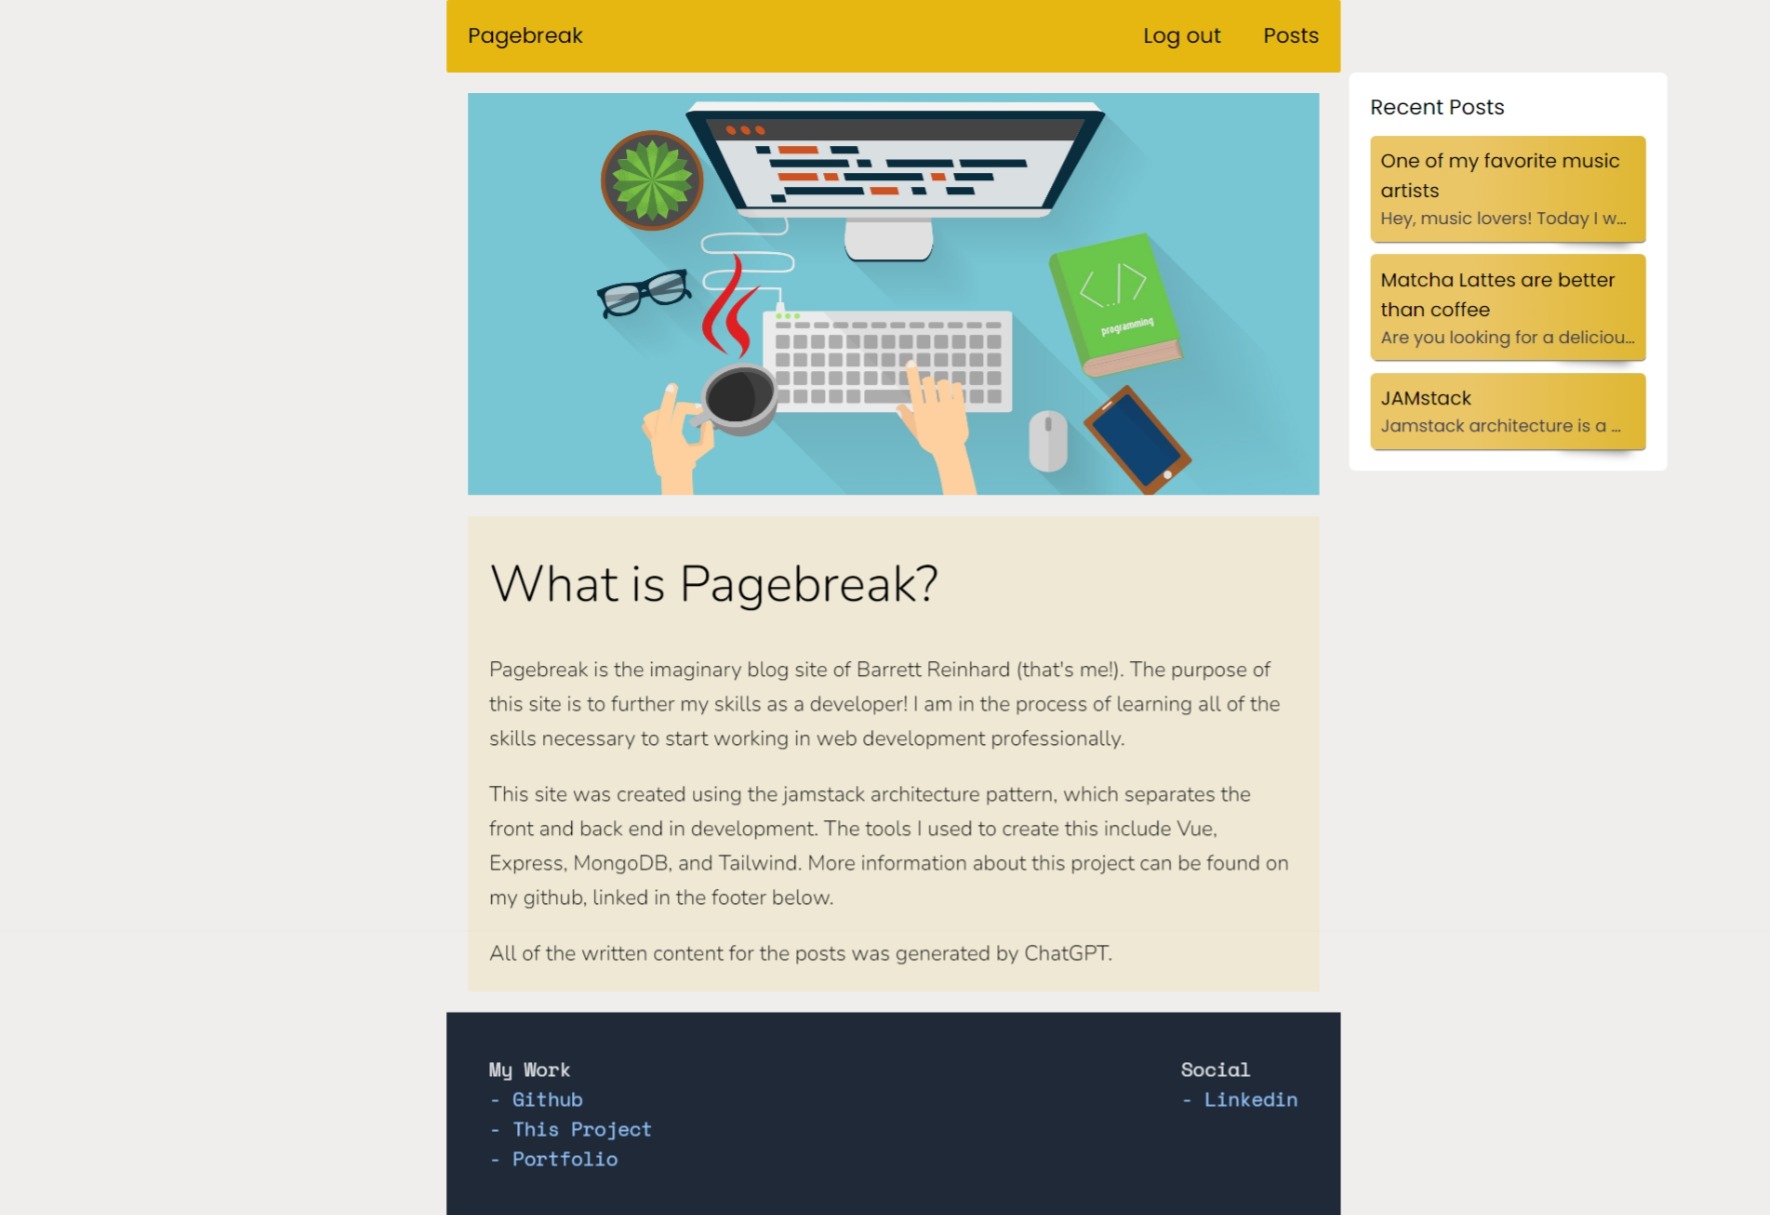 Pagebreak
Log out
Posts
programming
Recent Posts
One of my favorite music
artists
Hey, music lovers! Today I w...
Matcha Lattes are better
than coffee
Are you looking for a deliciou...
JAMstack
Jamstack architecture is a ...
What is Pagebreak?
Pagebreak is the imaginary blog site of Barrett Reinhard (that's me!). The purpose of
this site is to further my skills as a developer! I am in the process of learning all of the
skills necessary to start working in web development professionally.
This site was created using the jamstack architecture pattern, which separates the
front and back end in development. The tools I used to create this include Vue,
Express, MongoDB, and Tailwind. More information about this project can be found on
my github, linked in the footer below.
All of the written content for the posts was generated by ChatGPT.
My Work
- Github
- This Project
- Portfolio
Social
- Linkedin